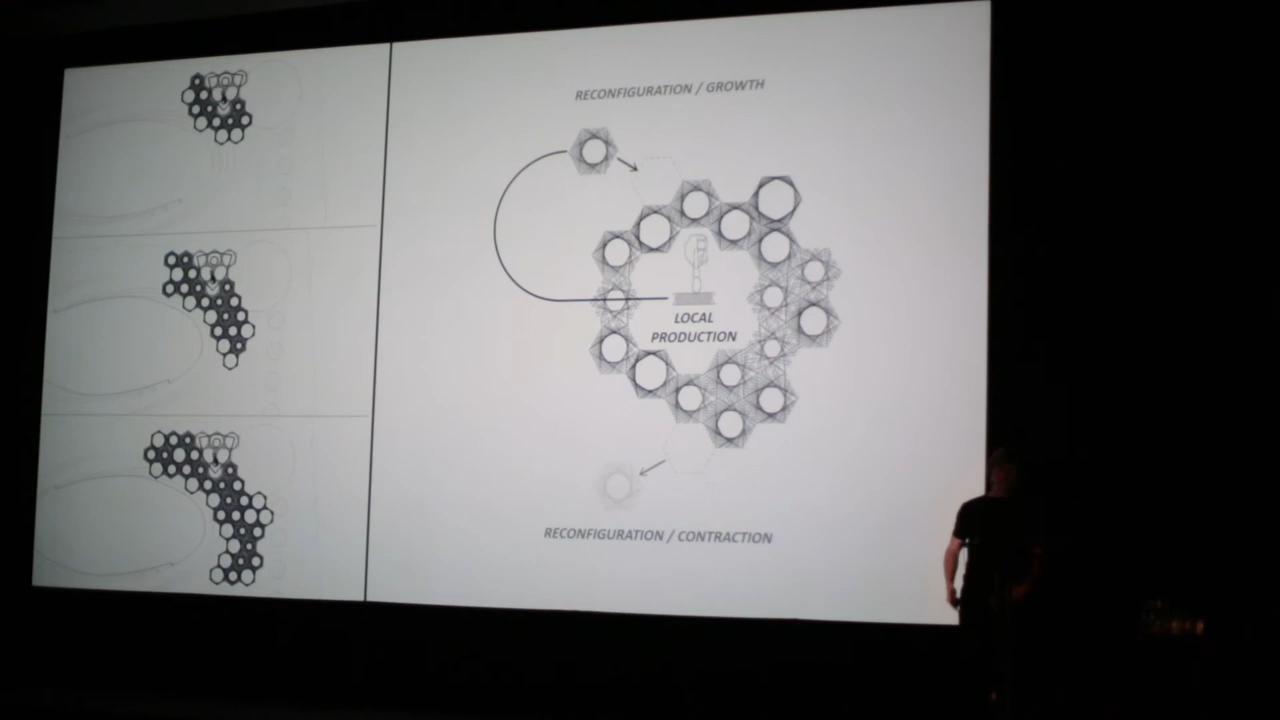 RECONFIGURATION / GROWTH
LOCAL
PRODUCTION
RECONFIGURATION / CONTRACTION